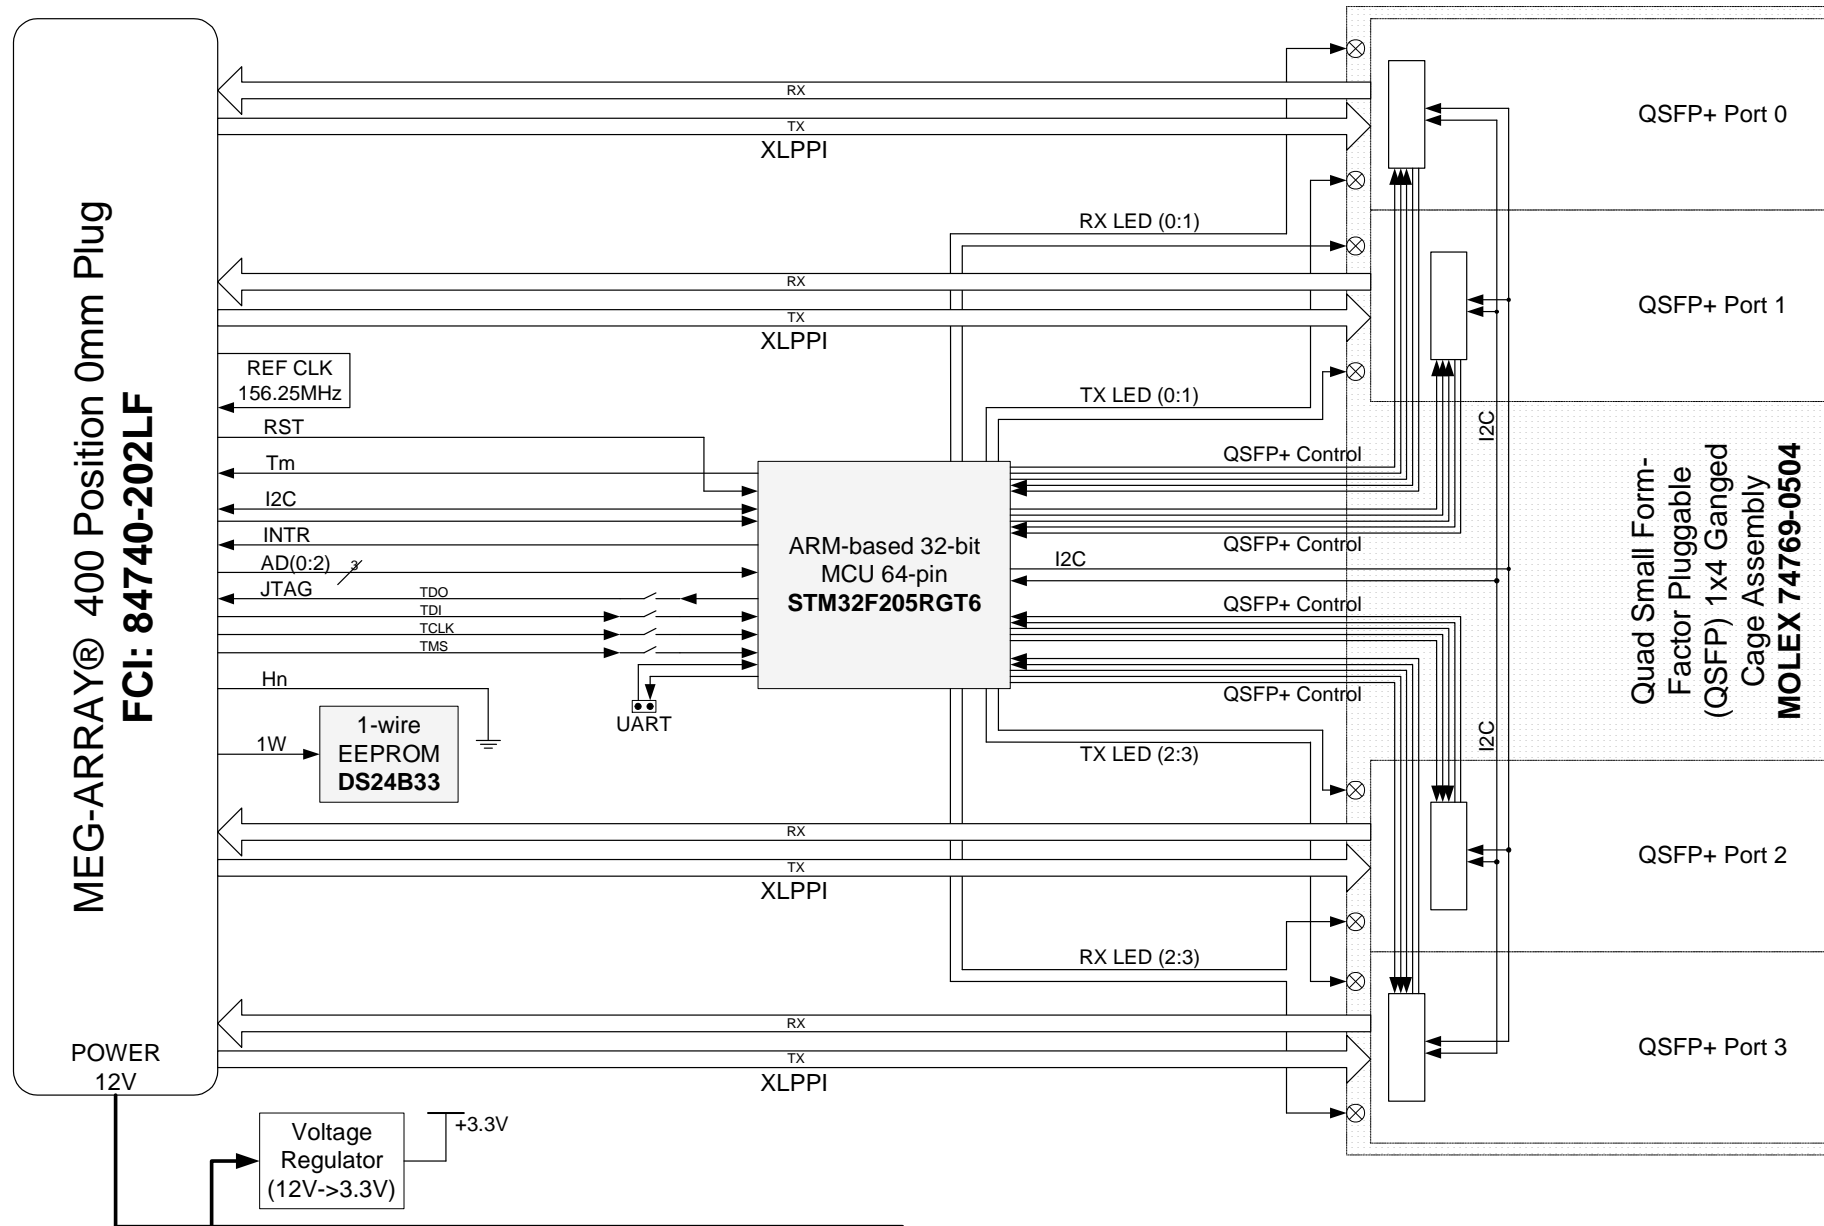 MEG-ARRAY® 400 Position 0mm Plug
FCI: 84740-202LF
POWER
12V
RX
TX
XLPPI
RX LED (0:1)
RX
TX
XLPPI
TX LED (0:1)
REF CLK
156.25MHz
RST
Tm
I2C
INTR
AD(0:2)
3
JTAG
TDO
TDI
TCLK
TMS
Hn
1W
1-wire
EEPROM
DS24B33
UART
ARM-based 32-bit
MCU 64-pin
STM32F205RGT6
QSFP+ Control
QSFP+ Control
I2C
QSFP+ Control
QSFP+ Control
TX LED (2:3)
RX
TX
XLPPI
RX LED (2:3)
RX
TX
XLPPI
Voltage
Regulator
(12V->3.3V)
+3.3V
QSFP+ Port 0
QSFP+ Port 1
I2C
I2C
Quad Small Form-
Factor Pluggable
(QSFP) 1x4 Ganged
Cage Assembly
MOLEX 74769-0504
QSFP+ Port 2
QSFP+ Port 3